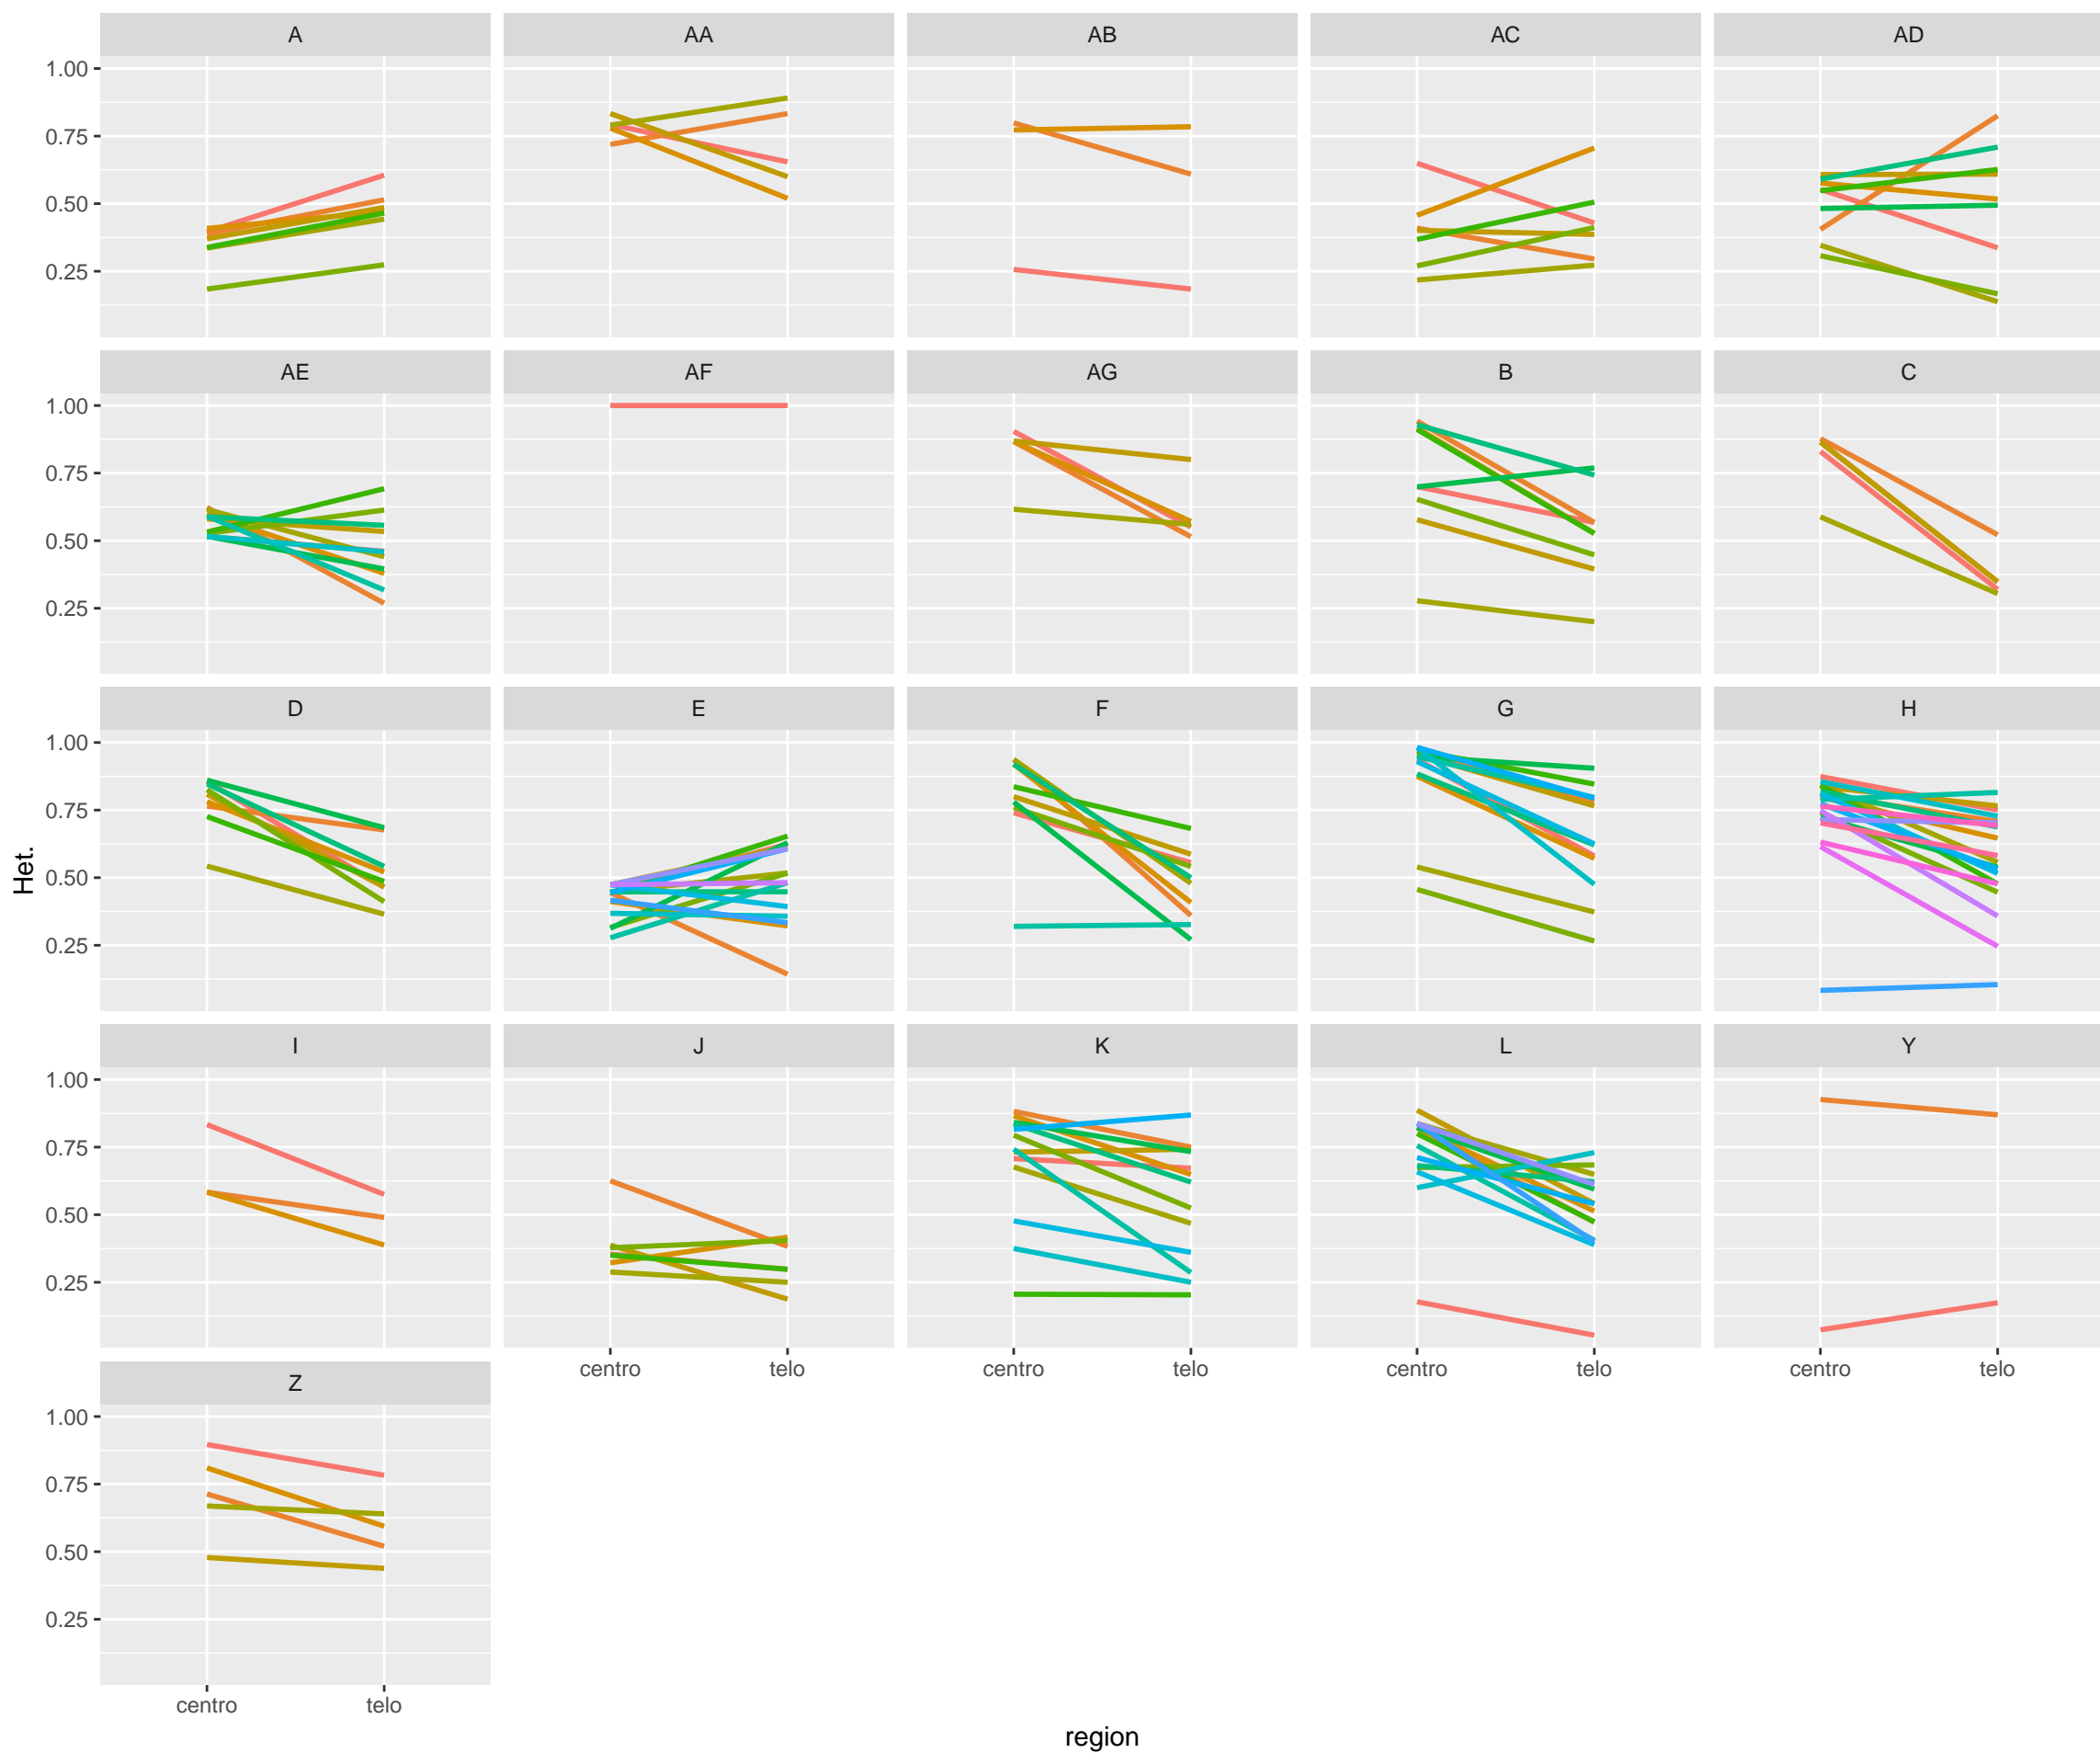 A AA AB AC AD
1.00
0.75
0.50
0.25
AE AF AG B C
1.00
0.75
0.50
0.25
D E F G H
1.00
0.75
0.50
0.25
Het.
I J K L Y
1.00
0.75
0.50
0.25
centro telo centro telo centro telo centro telo
Z
1.00
0.75
0.50
0.25
centro telo
region